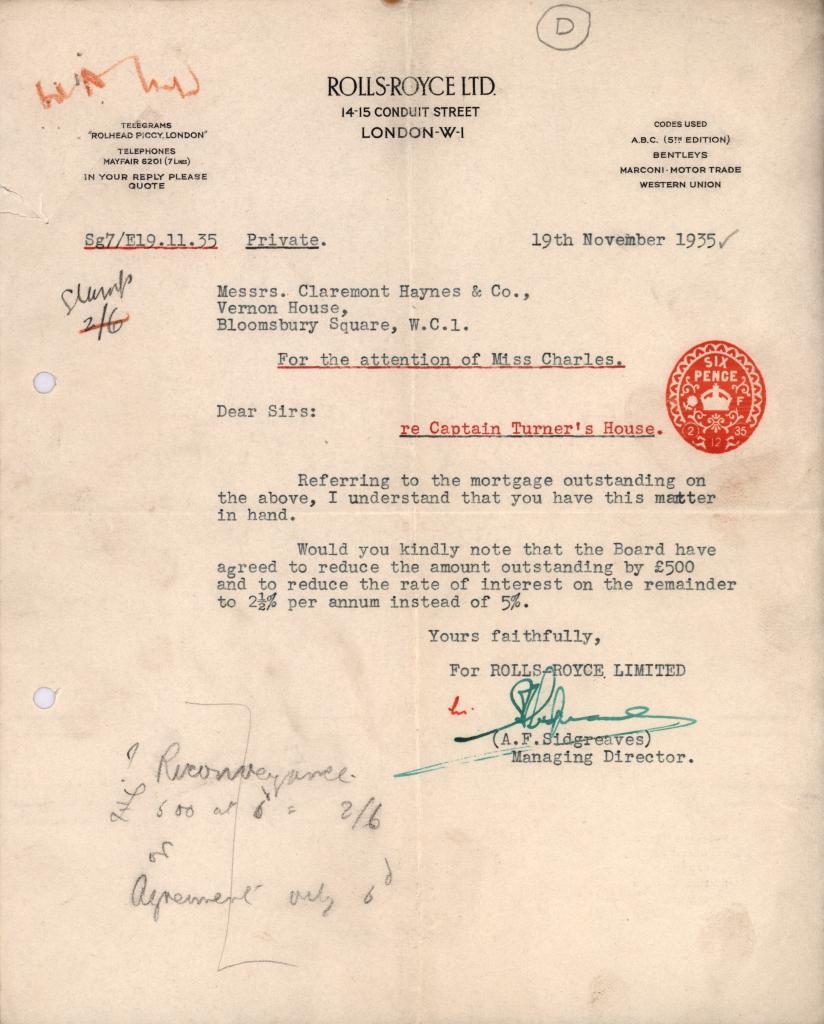 D
ROLLS-ROYCE LTD.
14-15 CONDUIT STREET
LONDON-W-1
TELEGRAMS
"ROLHEAD PICCY, LONDON"
TELEPHONES
MAYFAIR 6201 (7 LINES)
IN YOUR REPLY PLEASE
QUOTE
CODES USED
A.B.C. (5TH EDITION)
BENTLEYS
MARCONI-MOTOR TRADE
WESTERN UNION
Sg7/E19.11.35 Private.
19th November 1935
Stamp
2/6
Messrs. Claremont Haynes & Co.,
Vernon House,
Bloomsbury Square, W.C.1.
For the attention of Miss Charles.
SIX
PENCE
F
2 12 35
Dear Sirs:
re Captain Turner's House.
Referring to the mortgage outstanding on
the above, I understand that you have this matter
in hand.
Would you kindly note that the Board have
agreed to reduce the amount outstanding by £500
and to reduce the rate of interest on the remainder
to 2½% per annum instead of 5%.
Yours faithfully,
For ROLLS-ROYCE LIMITED
(A.F.Sidgreaves)
Managing Director.
? Reconveyance.
£500 at 6d = 2/6
or
Agreement only 6d